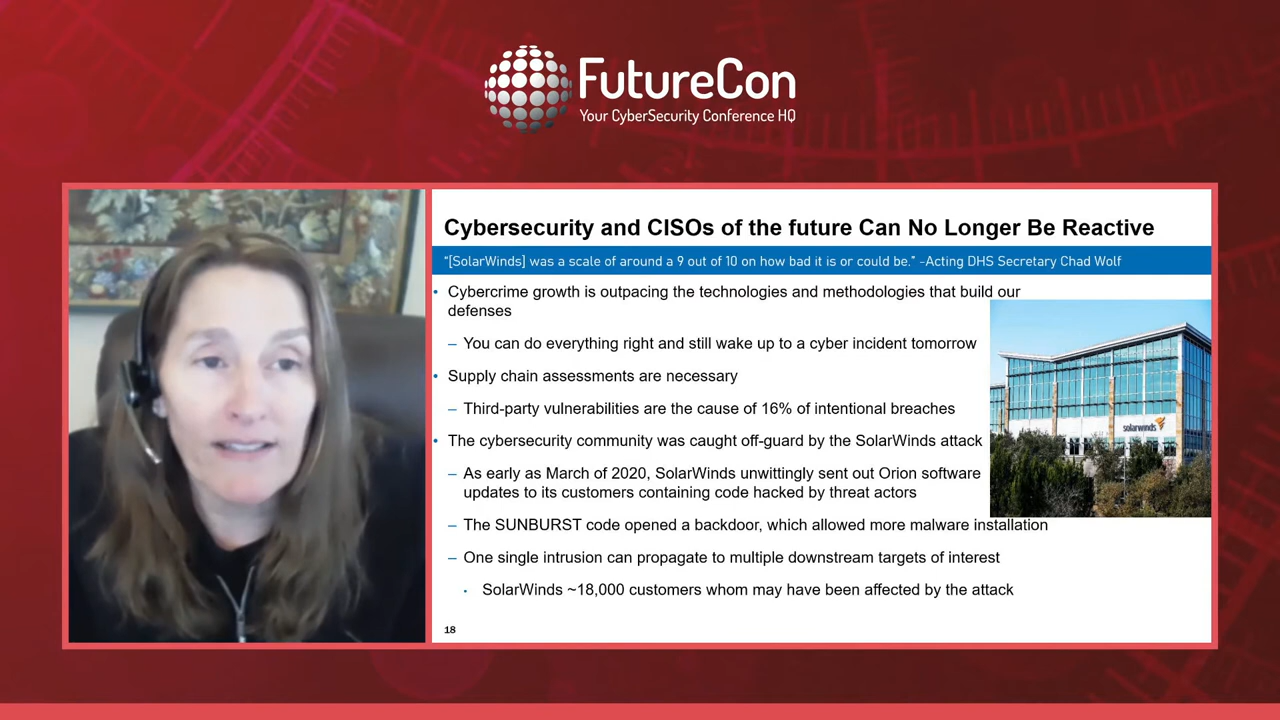 FutureCon
Your CyberSecurity Conference HQ
Cybersecurity and CISOs of the future Can No Longer Be Reactive
“[SolarWinds] was a scale of around a 9 out of 10 on how bad it is or could be.” -Acting DHS Secretary Chad Wolf
• Cybercrime growth is outpacing the technologies and methodologies that build our
defenses
– You can do everything right and still wake up to a cyber incident tomorrow
• Supply chain assessments are necessary
– Third-party vulnerabilities are the cause of 16% of intentional breaches
• The cybersecurity community was caught off-guard by the SolarWinds attack
– As early as March of 2020, SolarWinds unwittingly sent out Orion software
updates to its customers containing code hacked by threat actors
– The SUNBURST code opened a backdoor, which allowed more malware installation
– One single intrusion can propagate to multiple downstream targets of interest
• SolarWinds ~18,000 customers whom may have been affected by the attack
solarwinds
18